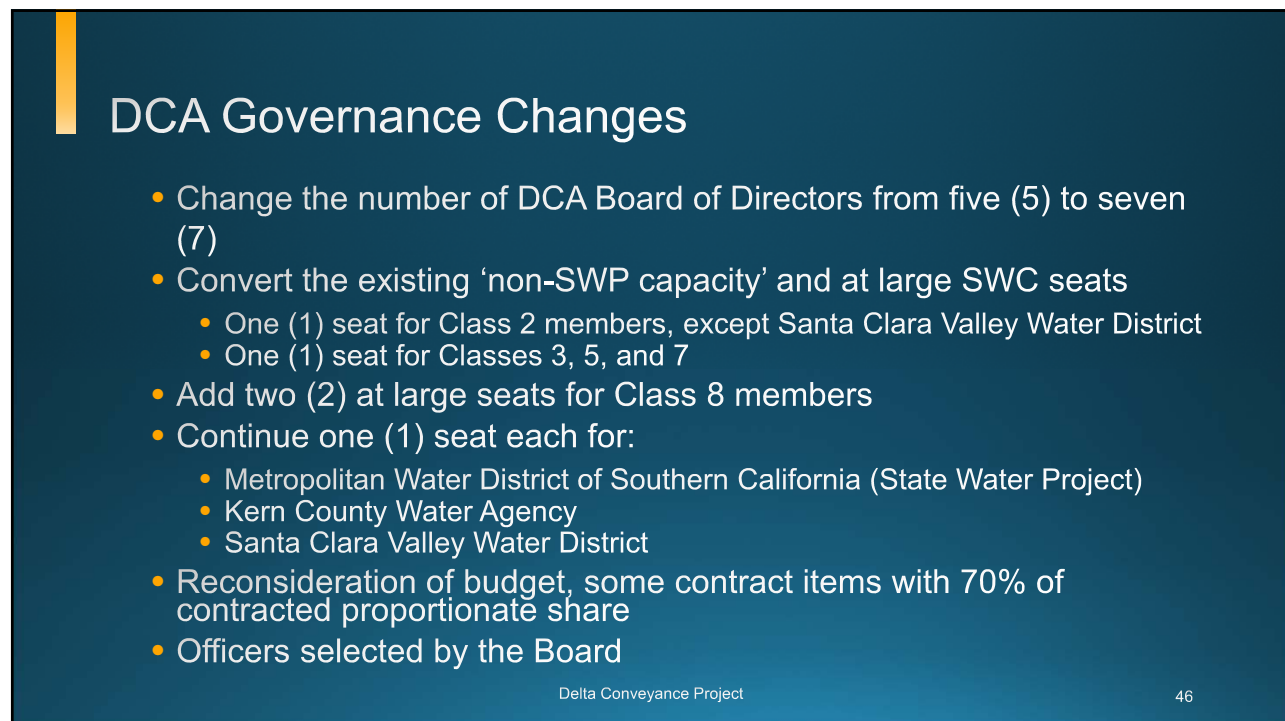 DCA Governance Changes
• Change the number of DCA Board of Directors from five (5) to seven
(7)
• Convert the existing ‘non-SWP capacity’ and at large SWC seats
• One (1) seat for Class 2 members, except Santa Clara Valley Water District
• One (1) seat for Classes 3, 5, and 7
• Add two (2) at large seats for Class 8 members
• Continue one (1) seat each for:
• Metropolitan Water District of Southern California (State Water Project)
• Kern County Water Agency
• Santa Clara Valley Water District
• Reconsideration of budget, some contract items with 70% of
contracted proportionate share
• Officers selected by the Board
Delta Conveyance Project
46